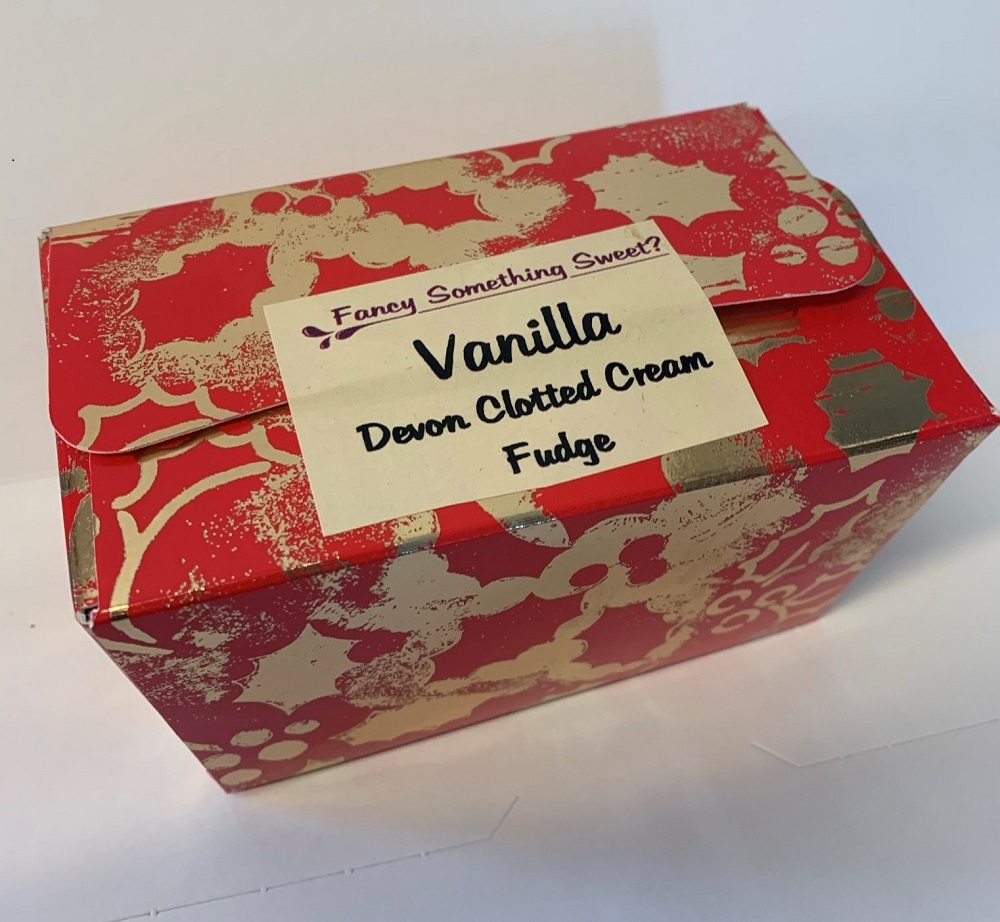 Fancy Something Sweet?
Vanilla
Devon Clotted Cream
Fudge